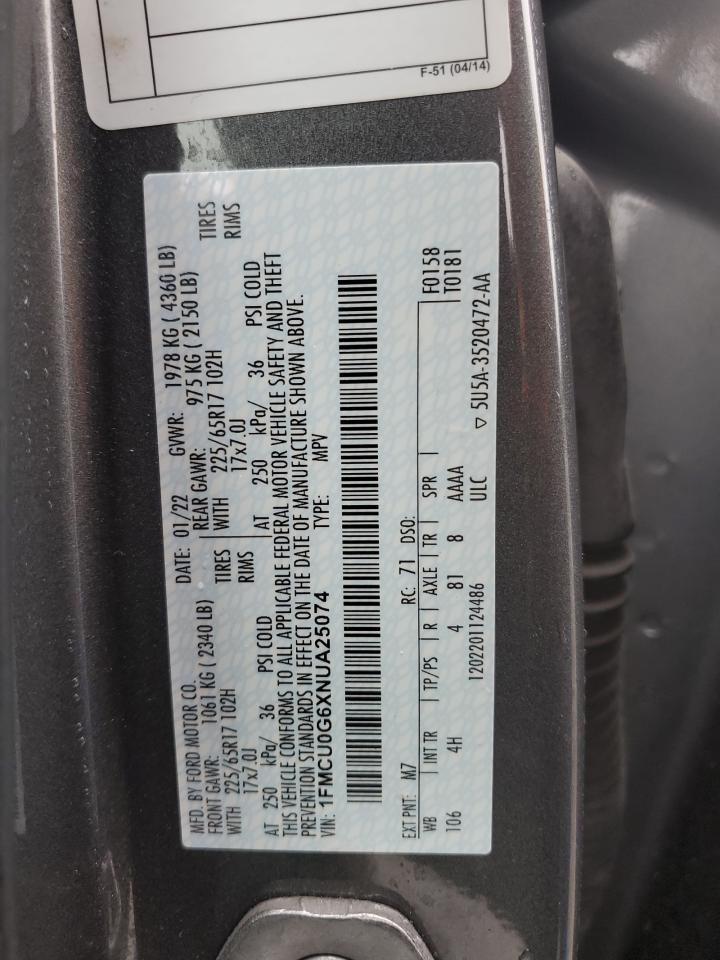 F-51 (04/14)
MFD. BY FORD MOTOR CO.
DATE: 01/22 GVWR: 1978 KG ( 4360 LB)
FRONT GAWR: 1061 KG ( 2340 LB)
REAR GAWR: 975 KG ( 2150 LB)
WITH 225/65R17 102H TIRES
WITH 225/65R17 102H TIRES
17x7.0J RIMS
17x7.0J RIMS
AT 250 kPa/ 36 PSI COLD
AT 250 kPa/ 36 PSI COLD
THIS VEHICLE CONFORMS TO ALL APPLICABLE FEDERAL MOTOR VEHICLE SAFETY AND THEFT
PREVENTION STANDARDS IN EFFECT ON THE DATE OF MANUFACTURE SHOWN ABOVE.
VIN: 1FMCU0G6XNUA25074
TYPE: MPV
EXT PNT: M7 RC: 71 DSO: F0158
WB INT TR TP/PS R AXLE TR SPR T0181
106 4H 4 81 8 AAAA
1202201124486 ULC ▽ 5U5A-3520472-AA